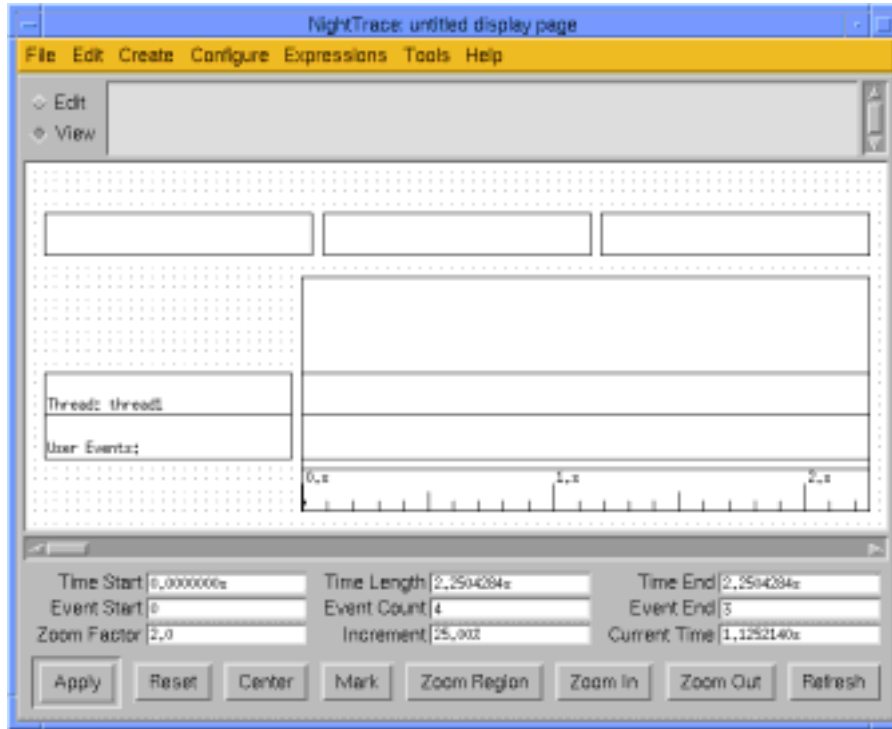 NightTrace: untitled display page
File Edit Create Configure Expressions Tools Help
Edit
View
Thread: thread1
User Events:
0.s 1.s 2.s
Time Start 0.0000000s Time Length 2.2504284s Time End 2.2504284s
Event Start 0 Event Count 4 Event End 3
Zoom Factor 2.0 Increment 25.00% Current Time 1.1252140s
Apply Reset Center Mark Zoom Region Zoom In Zoom Out Refresh